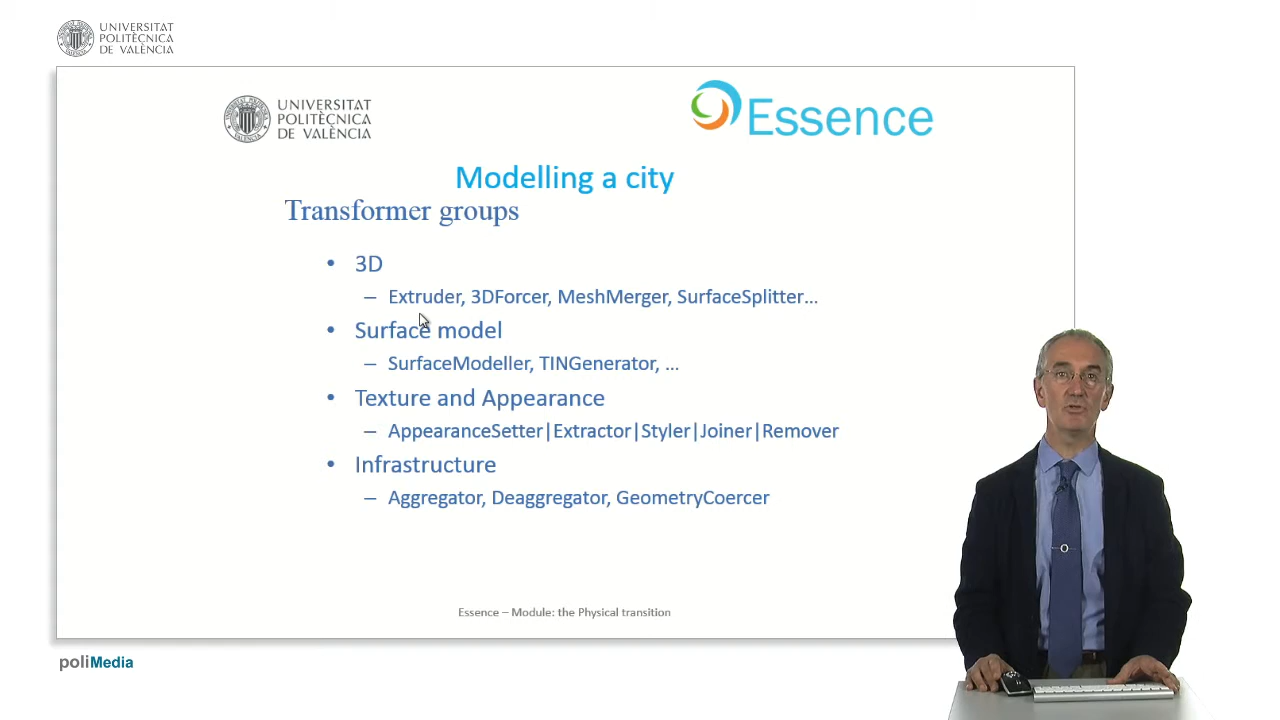 UNIVERSITAT
POLITÈCNICA
DE VALÈNCIA
UNIVERSITAT
POLITÈCNICA
DE VALÈNCIA
Essence
Modelling a city
Transformer groups
• 3D
– Extruder, 3DForcer, MeshMerger, SurfaceSplitter...
• Surface model
– SurfaceModeller, TINGenerator, ...
• Texture and Appearance
– AppearanceSetter|Extractor|Styler|Joiner|Remover
• Infrastructure
– Aggregator, Deaggregator, GeometryCoercer
Essence – Module: the Physical transition
poliMedia